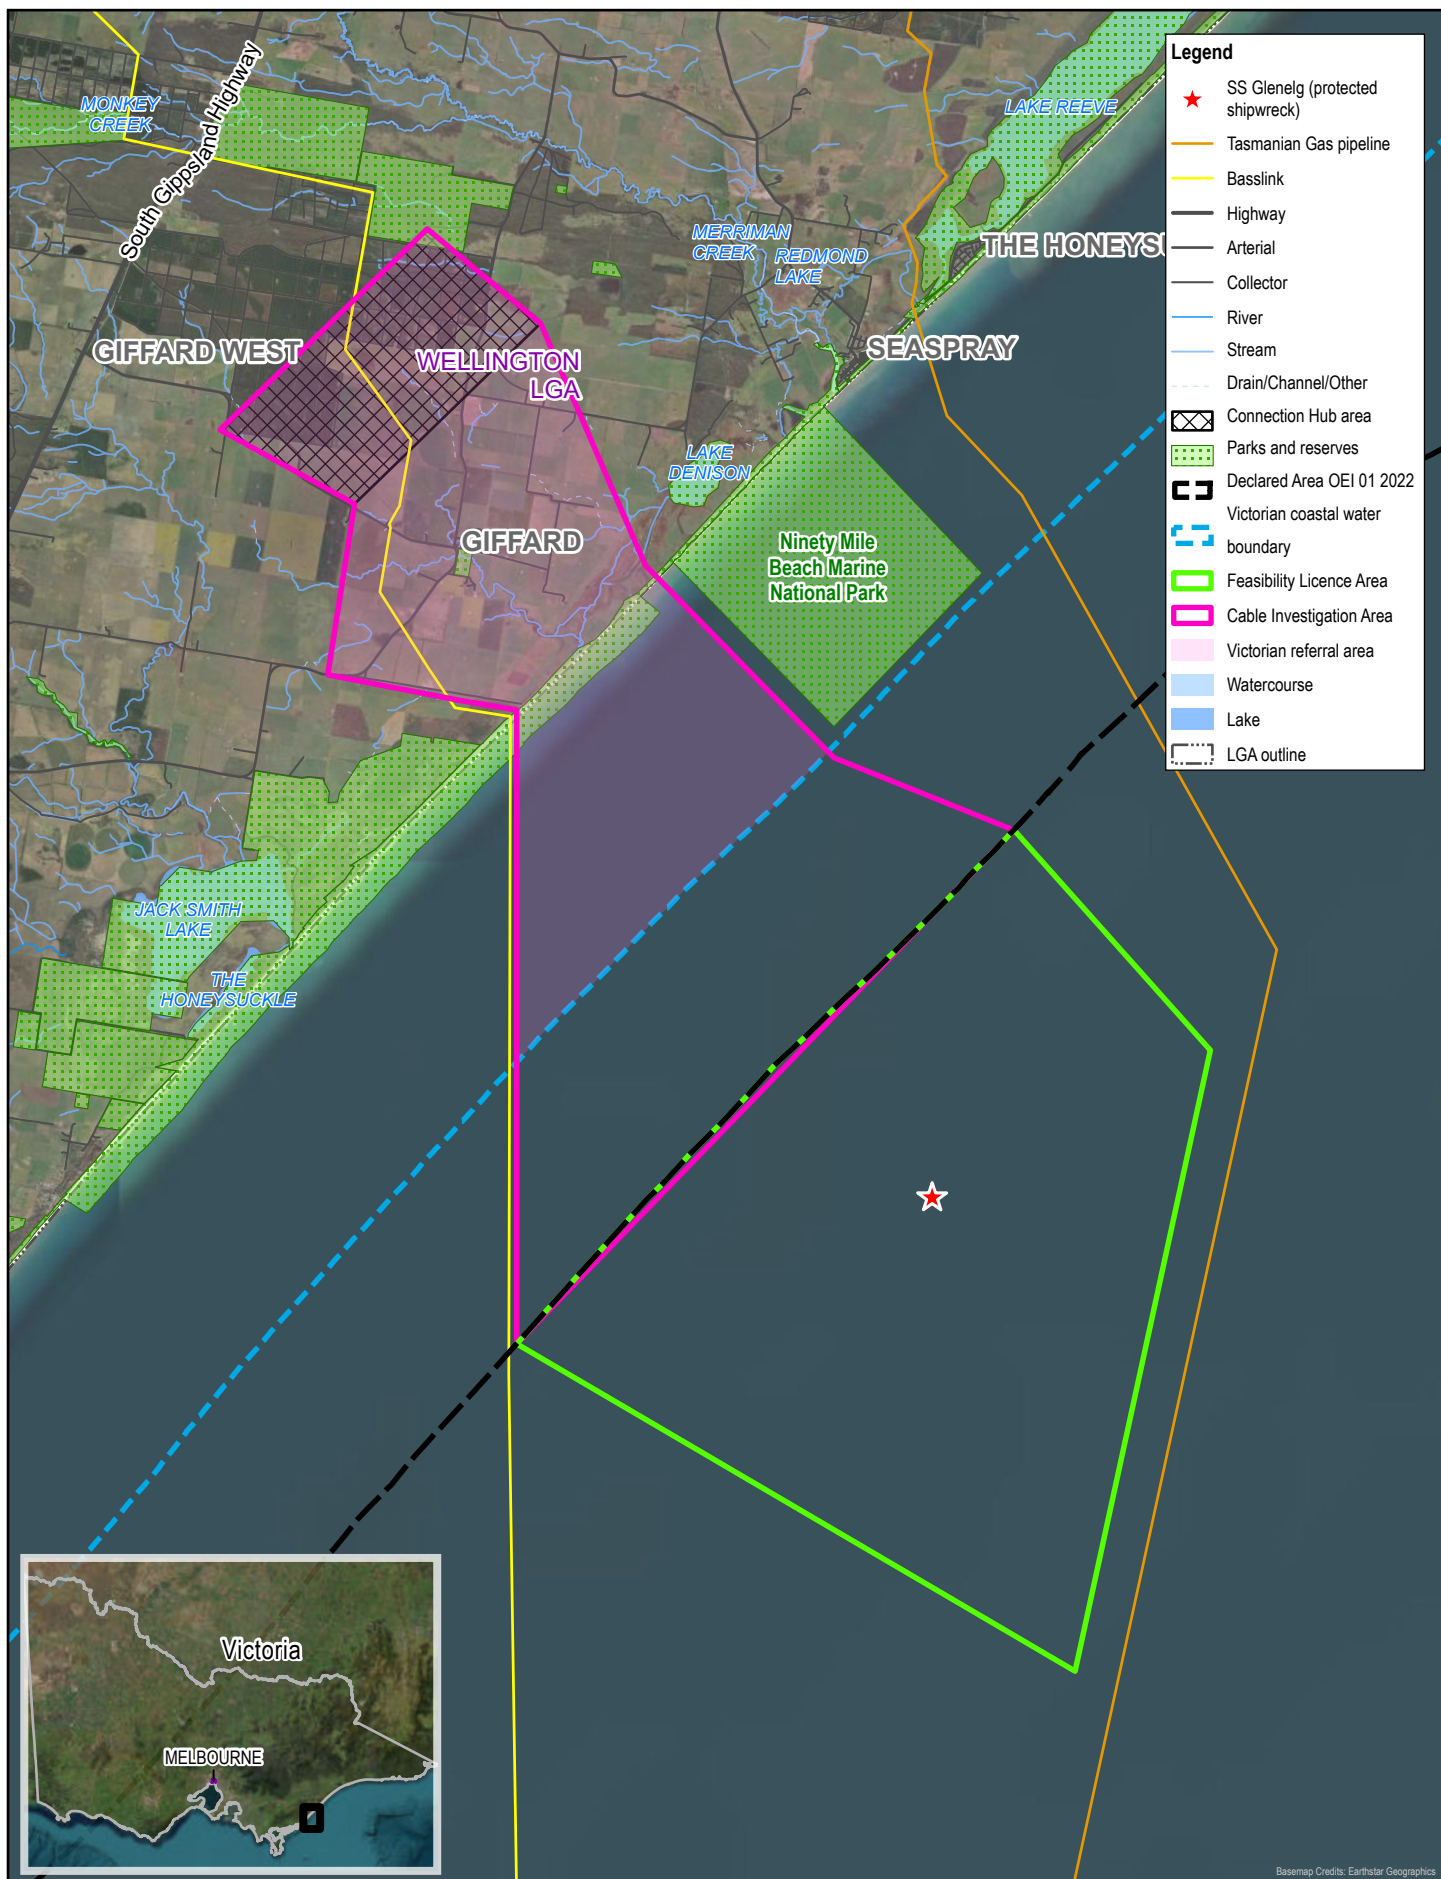 MONKEY
CREEK
South Gippsland Highway
LAKE REEVE
MERRIMAN
CREEK
REDMOND
LAKE
THE HONEYSU
GIFFARD WEST
WELLINGTON
LGA
SEASPRAY
LAKE
DENISON
GIFFARD
Ninety Mile
Beach Marine
National Park
JACK SMITH
LAKE
THE
HONEYSUCKLE
Legend
SS Glenelg (protected
shipwreck)
Tasmanian Gas pipeline
Basslink
Highway
Arterial
Collector
River
Stream
Drain/Channel/Other
Connection Hub area
Parks and reserves
Declared Area OEI 01 2022
Victorian coastal water
boundary
Feasibility Licence Area
Cable Investigation Area
Victorian referral area
Watercourse
Lake
LGA outline
Victoria
MELBOURNE
Basemap Credits: Earthstar Geographics